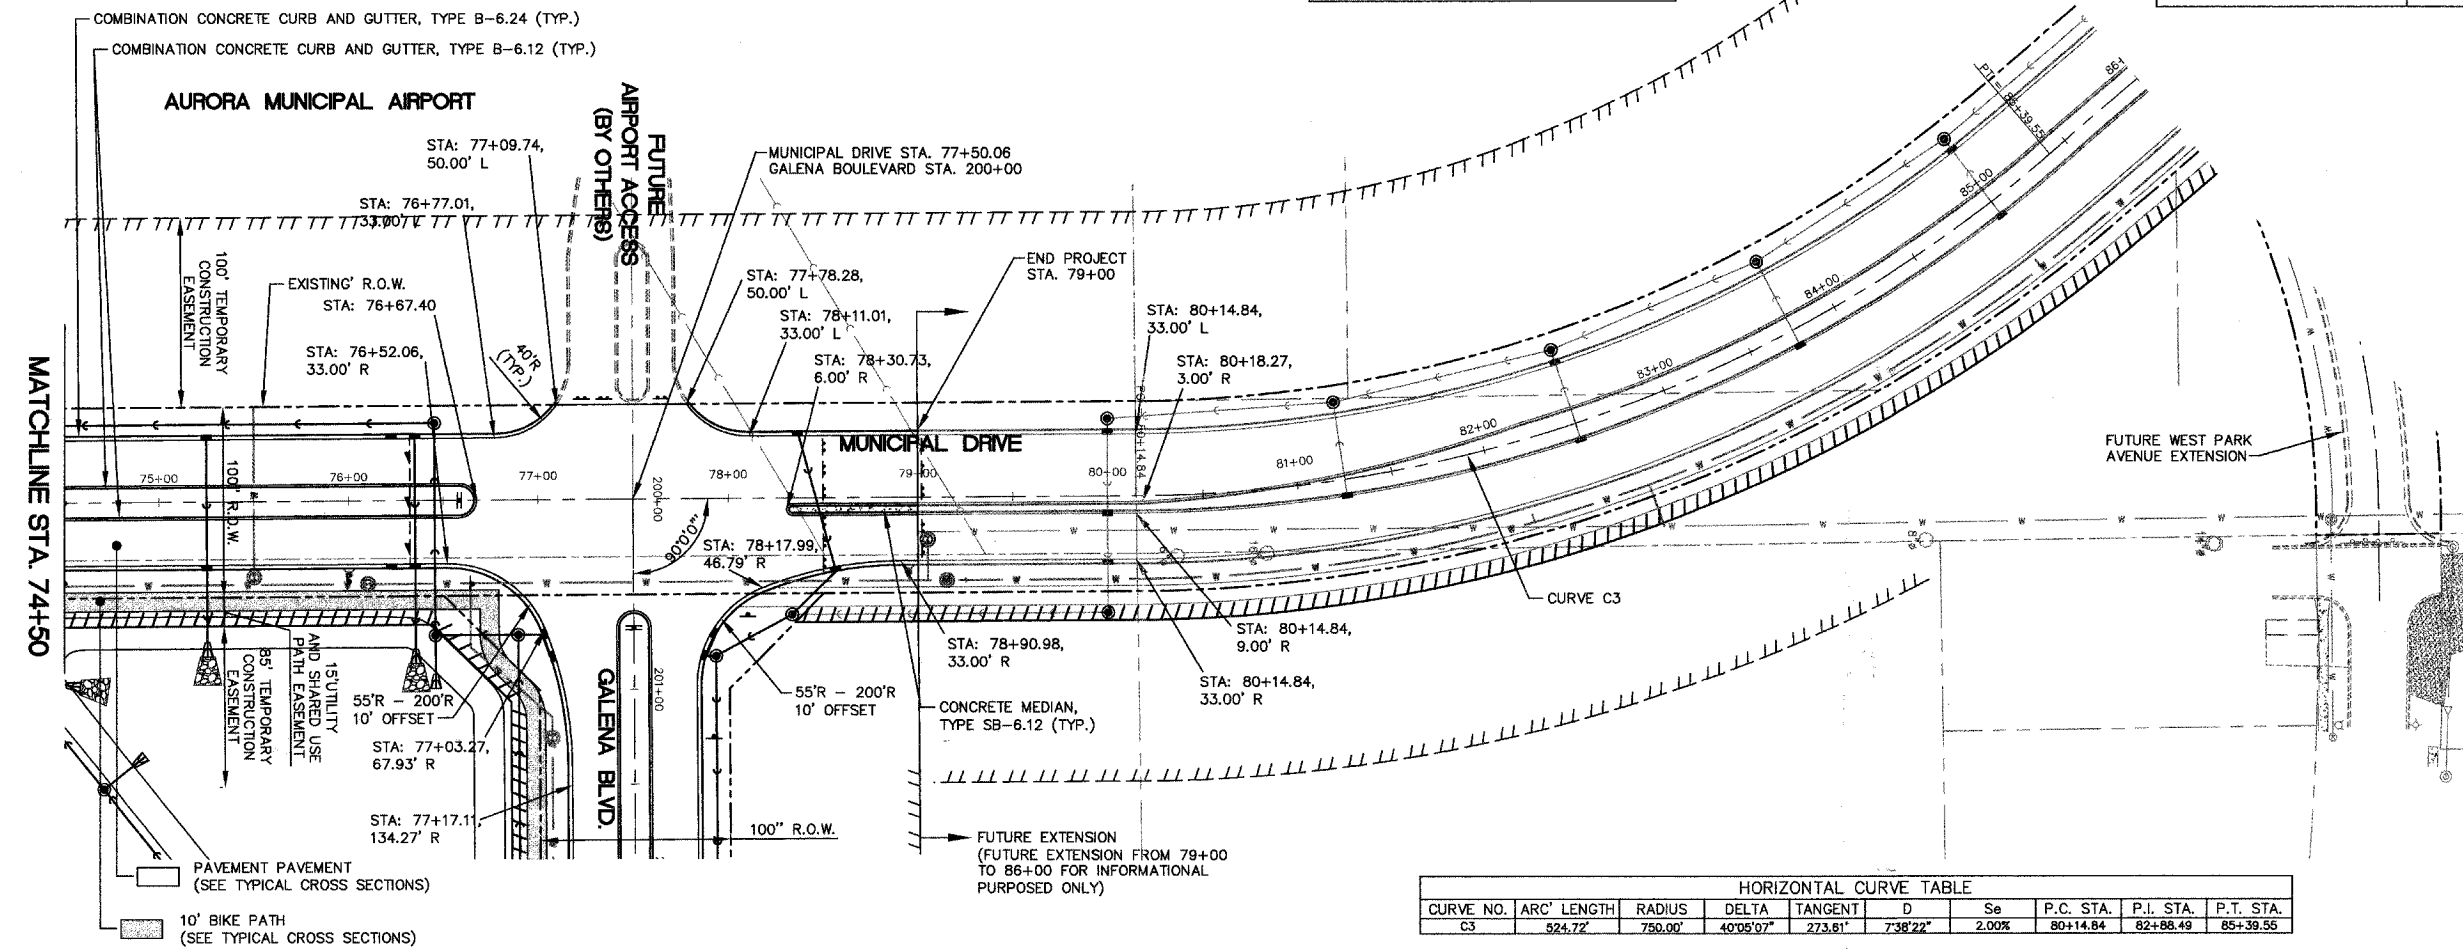 COMBINATION CONCRETE CURB AND GUTTER, TYPE B-6.24 (TYP.)
COMBINATION CONCRETE CURB AND GUTTER, TYPE B-6.12 (TYP.)
AURORA MUNICIPAL AIRPORT
FUTURE
AIRPORT ACCESS
(BY OTHERS)
STA: 77+09.74,
50.00' L
MUNICIPAL DRIVE STA. 77+50.06
GALENA BOULEVARD STA. 200+00
STA: 76+77.01,
33.00' L
100' TEMPORARY
CONSTRUCTION
EASEMENT
EXISTING' R.O.W.
STA: 76+67.40
STA: 76+52.06,
33.00' R
40'R
(TYP.)
STA: 77+78.28,
50.00' L
STA: 78+11.01,
33.00' L
STA: 78+30.73,
6.00' R
END PROJECT
STA. 79+00
STA: 80+14.84,
33.00' L
STA: 80+18.27,
3.00' R
MATCHLINE STA. 74+50
MUNICIPAL DRIVE
75+00
76+00
77+00
78+00
79+00
80+00
81+00
82+00
83+00
84+00
85+00
86+
200+00
201+00
100' R.O.W.
90°0'0"
STA: 78+17.99,
46.79' R
FUTURE WEST PARK
AVENUE EXTENSION
CURVE C3
STA: 80+14.84,
9.00' R
STA: 78+90.98,
33.00' R
STA: 80+14.84,
33.00' R
55'R - 200'R
10' OFFSET
CONCRETE MEDIAN,
TYPE SB-6.12 (TYP.)
15'UTILITY
AND SHARED USE
PATH EASEMENT
85' TEMPORARY
CONSTRUCTION
EASEMENT
55'R - 200'R
10' OFFSET
STA: 77+03.27,
67.93' R
STA: 77+17.11,
134.27' R
GALENA BLVD.
100" R.O.W.
FUTURE EXTENSION
(FUTURE EXTENSION FROM 79+00
TO 86+00 FOR INFORMATIONAL
PURPOSED ONLY)
PAVEMENT PAVEMENT
(SEE TYPICAL CROSS SECTIONS)
10' BIKE PATH
(SEE TYPICAL CROSS SECTIONS)
HORIZONTAL CURVE TABLE
CURVE NO. ARC' LENGTH RADIUS DELTA TANGENT D Se P.C. STA. P.I. STA. P.T. STA.
C3 524.72' 750.00' 40°05'07" 273.61' 7°38'22" 2.00% 80+14.84 82+88.49 85+39.55